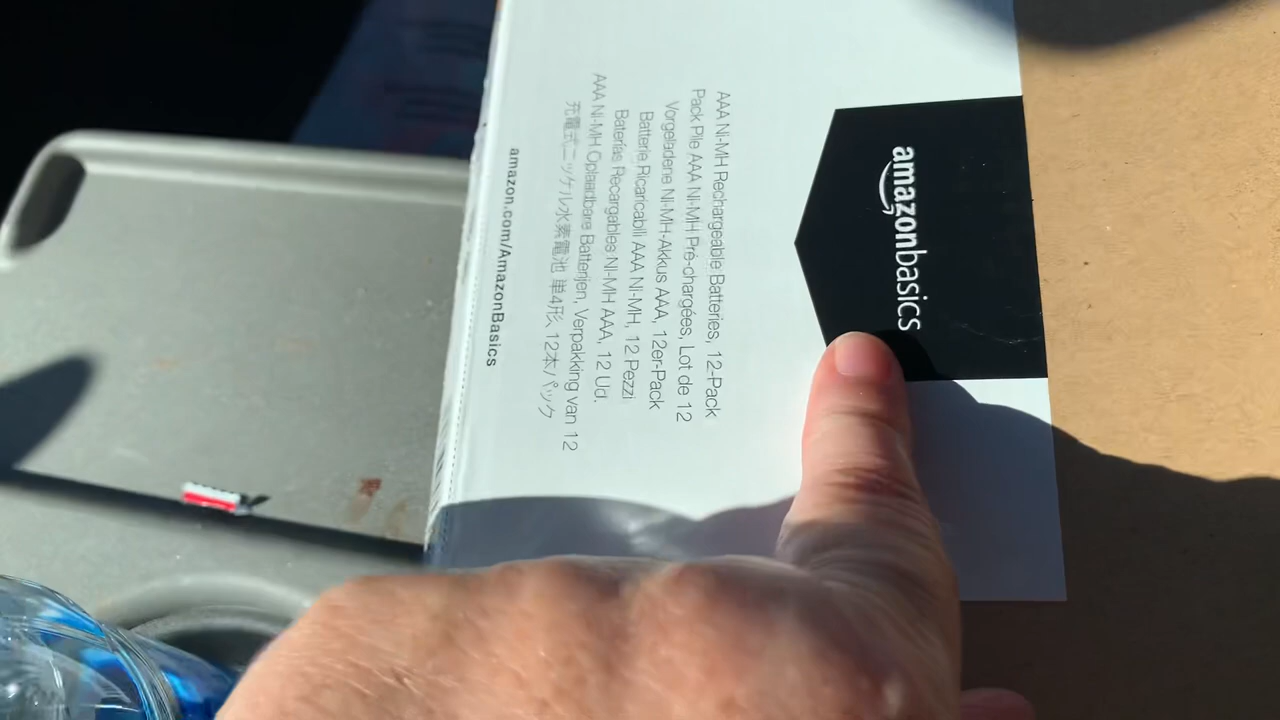 amazonbasics
AAA Ni-MH Rechargeable Batteries, 12-Pack
Pack Pile AAA Ni-MH Pré-chargées, Lot de 12
Vorgeladene Ni-MH-Akkus AAA, 12er-Pack
Batterie Ricaricabili AAA Ni-MH, 12 Pezzi
Baterías Recargables Ni-MH AAA, 12 Ud.
AAA Ni-MH Oplaadbare Batterijen, Verpakking van 12
充電式ニッケル水素電池 単4形 12本パック
amazon.com/AmazonBasics